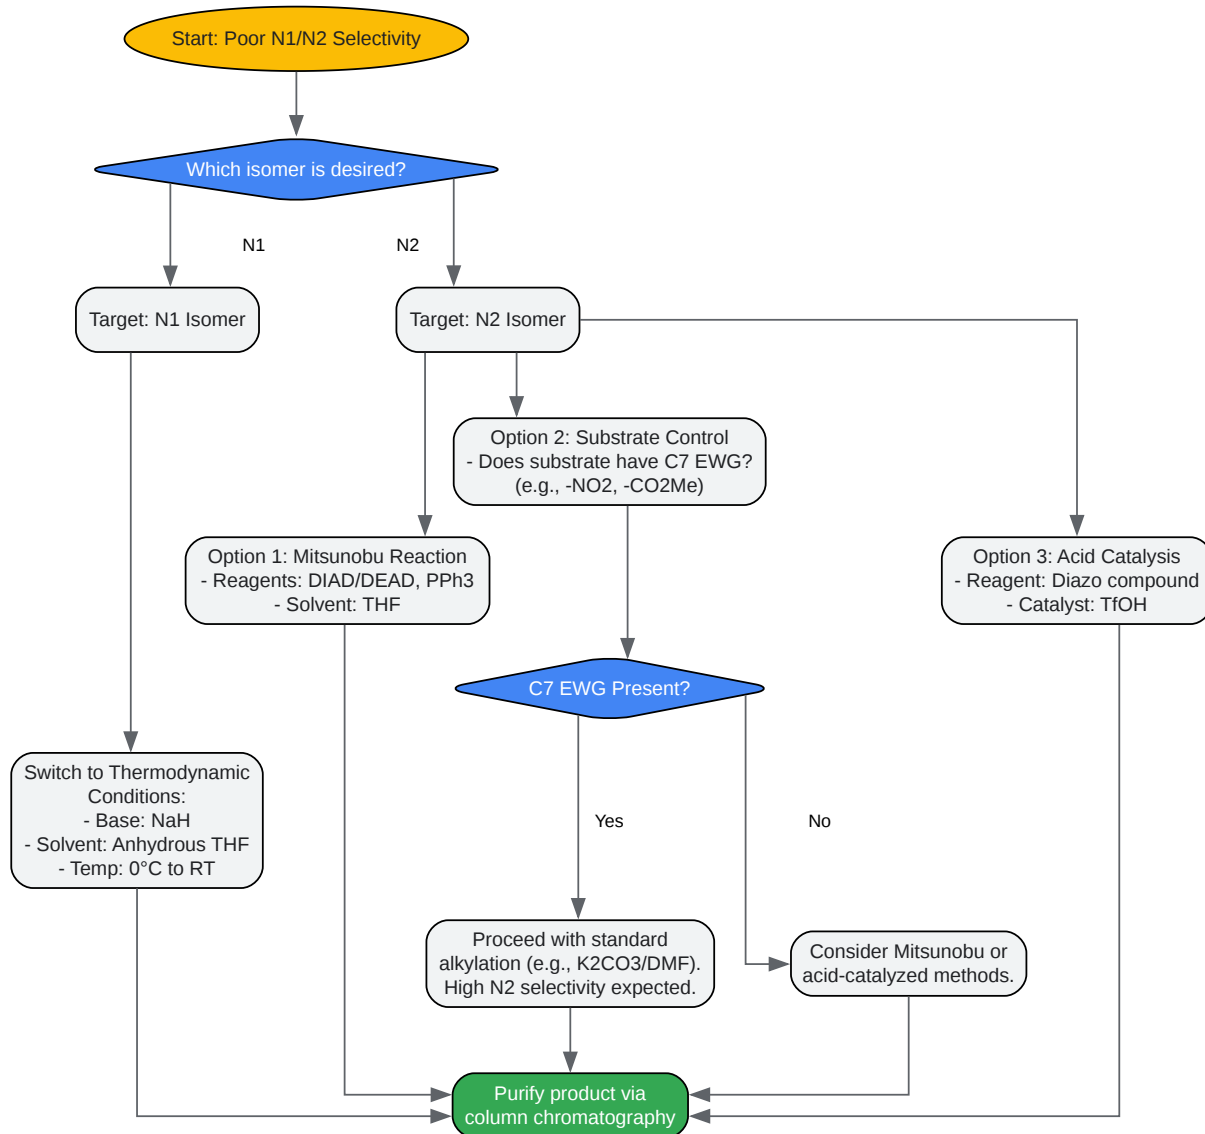 Start: Poor N1/N2 Selectivity
Which isomer is desired?
N1
N2
Target: N1 Isomer
Target: N2 Isomer
Option 2: Substrate Control
- Does substrate have C7 EWG?
(e.g., -NO2, -CO2Me)
Option 1: Mitsunobu Reaction
- Reagents: DIAD/DEAD, PPh3
- Solvent: THF
Option 3: Acid Catalysis
- Reagent: Diazo compound
- Catalyst: TfOH
C7 EWG Present?
Switch to Thermodynamic
Conditions:
- Base: NaH
- Solvent: Anhydrous THF
- Temp: 0°C to RT
Yes
No
Proceed with standard
alkylation (e.g., K2CO3/DMF).
High N2 selectivity expected.
Consider Mitsunobu or
acid-catalyzed methods.
Purify product via
column chromatography